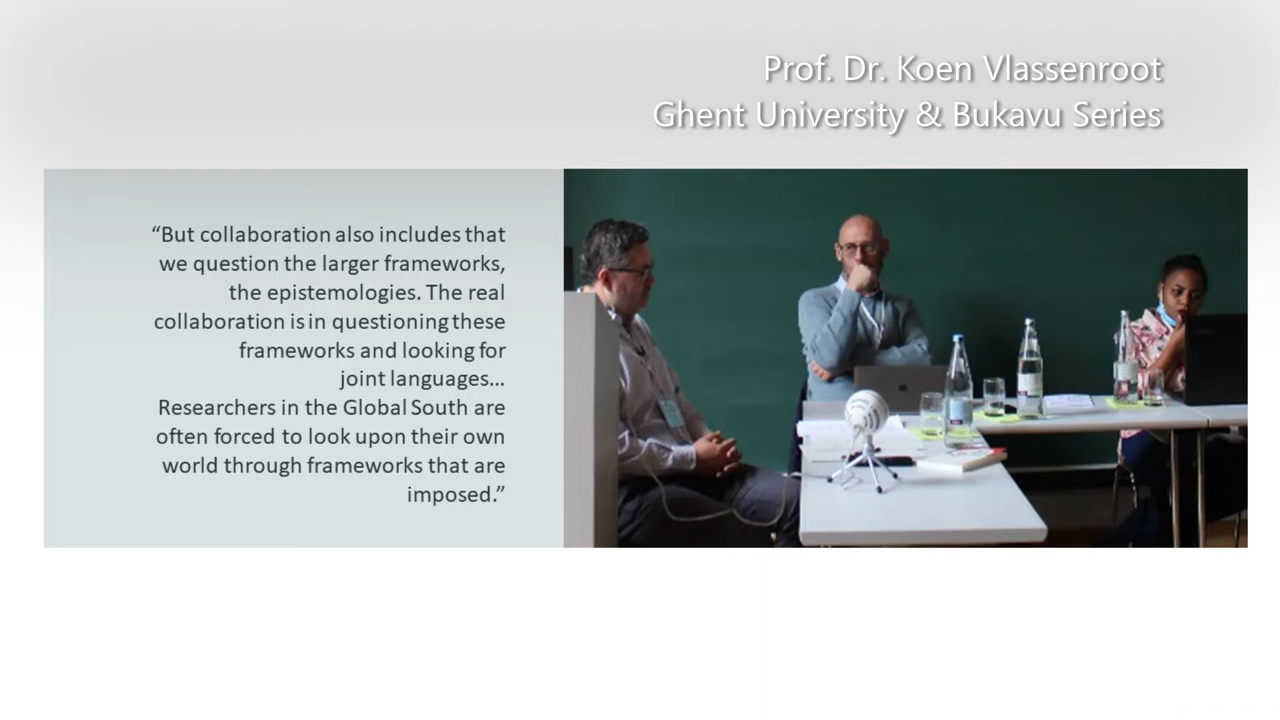 Prof. Dr. Koen Vlassenroot
Ghent University & Bukavu Series
“But collaboration also includes that
we question the larger frameworks,
the epistemologies. The real
collaboration is in questioning these
frameworks and looking for
joint languages...
Researchers in the Global South are
often forced to look upon their own
world through frameworks that are
imposed.”